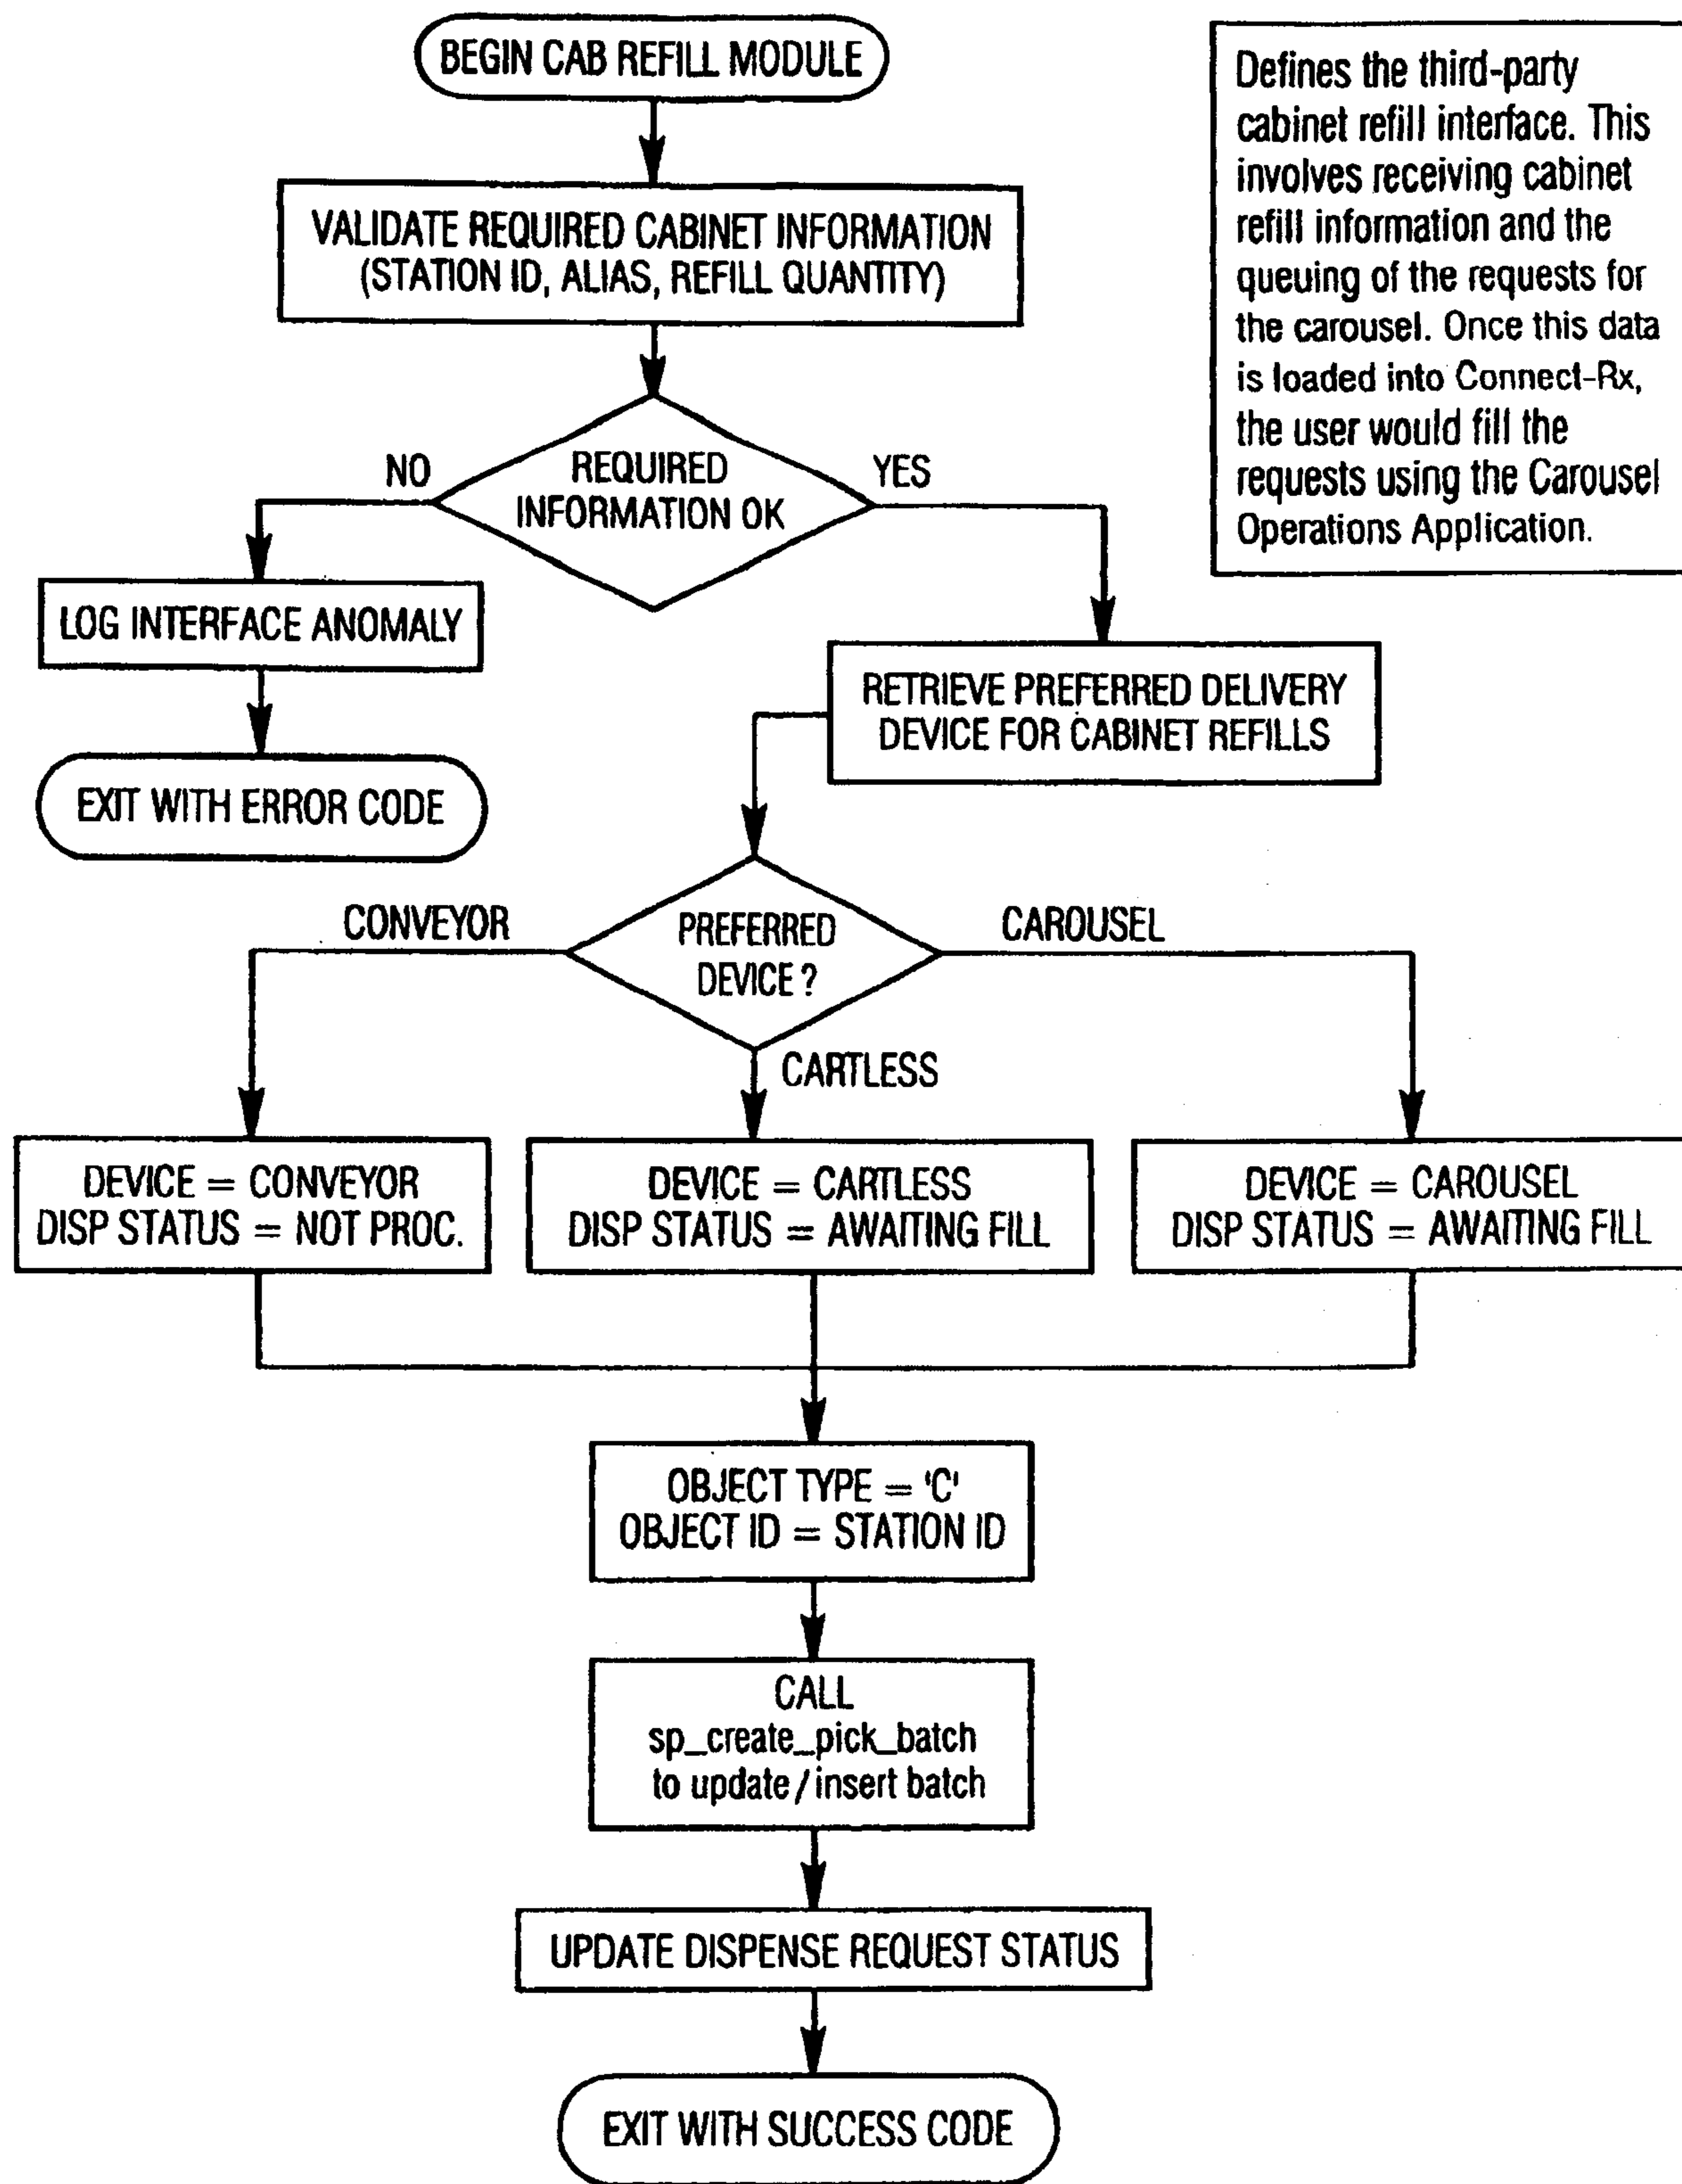 BEGIN CAB REFILL MODULE
Defines the third-party
cabinet refill interface. This
involves receiving cabinet
refill information and the
queuing of the requests for
the carousel. Once this data
is loaded into Connect-Rx,
the user would fill the
requests using the Carousel
Operations Application.
VALIDATE REQUIRED CABINET INFORMATION
(STATION ID, ALIAS, REFILL QUANTITY)
REQUIRED
INFORMATION OK
NO
YES
LOG INTERFACE ANOMALY
EXIT WITH ERROR CODE
RETRIEVE PREFERRED DELIVERY
DEVICE FOR CABINET REFILLS
PREFERRED
DEVICE?
CONVEYOR
CAROUSEL
CARTLESS
DEVICE = CONVEYOR
DISP STATUS = NOT PROC.
DEVICE = CARTLESS
DISP STATUS = AWAITING FILL
DEVICE = CAROUSEL
DISP STATUS = AWAITING FILL
OBJECT TYPE = 'C'
OBJECT ID = STATION ID
CALL
sp_create_pick_batch
to update/insert batch
UPDATE DISPENSE REQUEST STATUS
EXIT WITH SUCCESS CODE